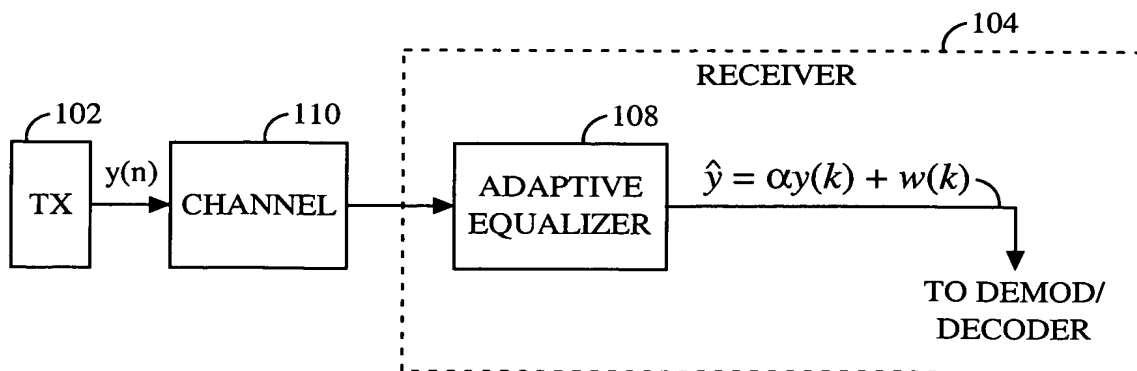 104
RECEIVER
102
110
108
TX
y(n)
CHANNEL
ADAPTIVE
EQUALIZER
ŷ = αy(k) + w(k)
TO DEMOD/
DECODER